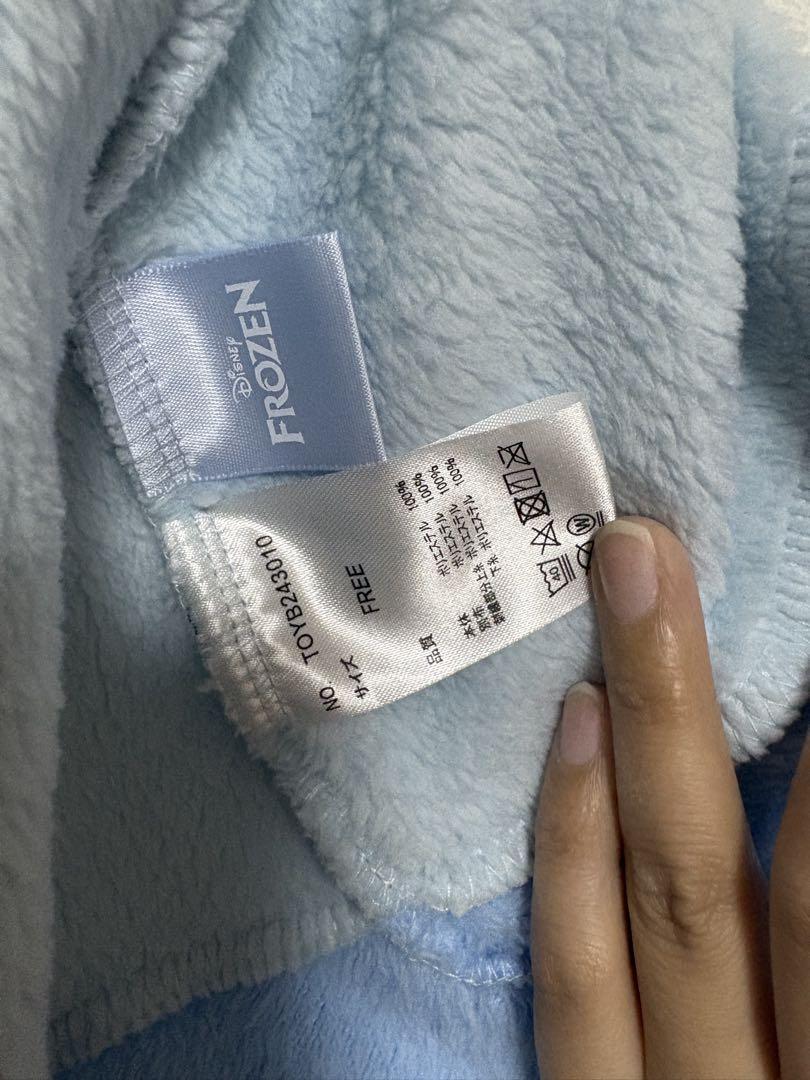 Disney
FROZEN
NO. TOYB243010
サイズ FREE
品質
本体 ポリエステル 100%
別布 ポリエステル 100%
刺繍部分 上糸 ポリエステル 100%
下糸 ポリエステル 100%
40
W